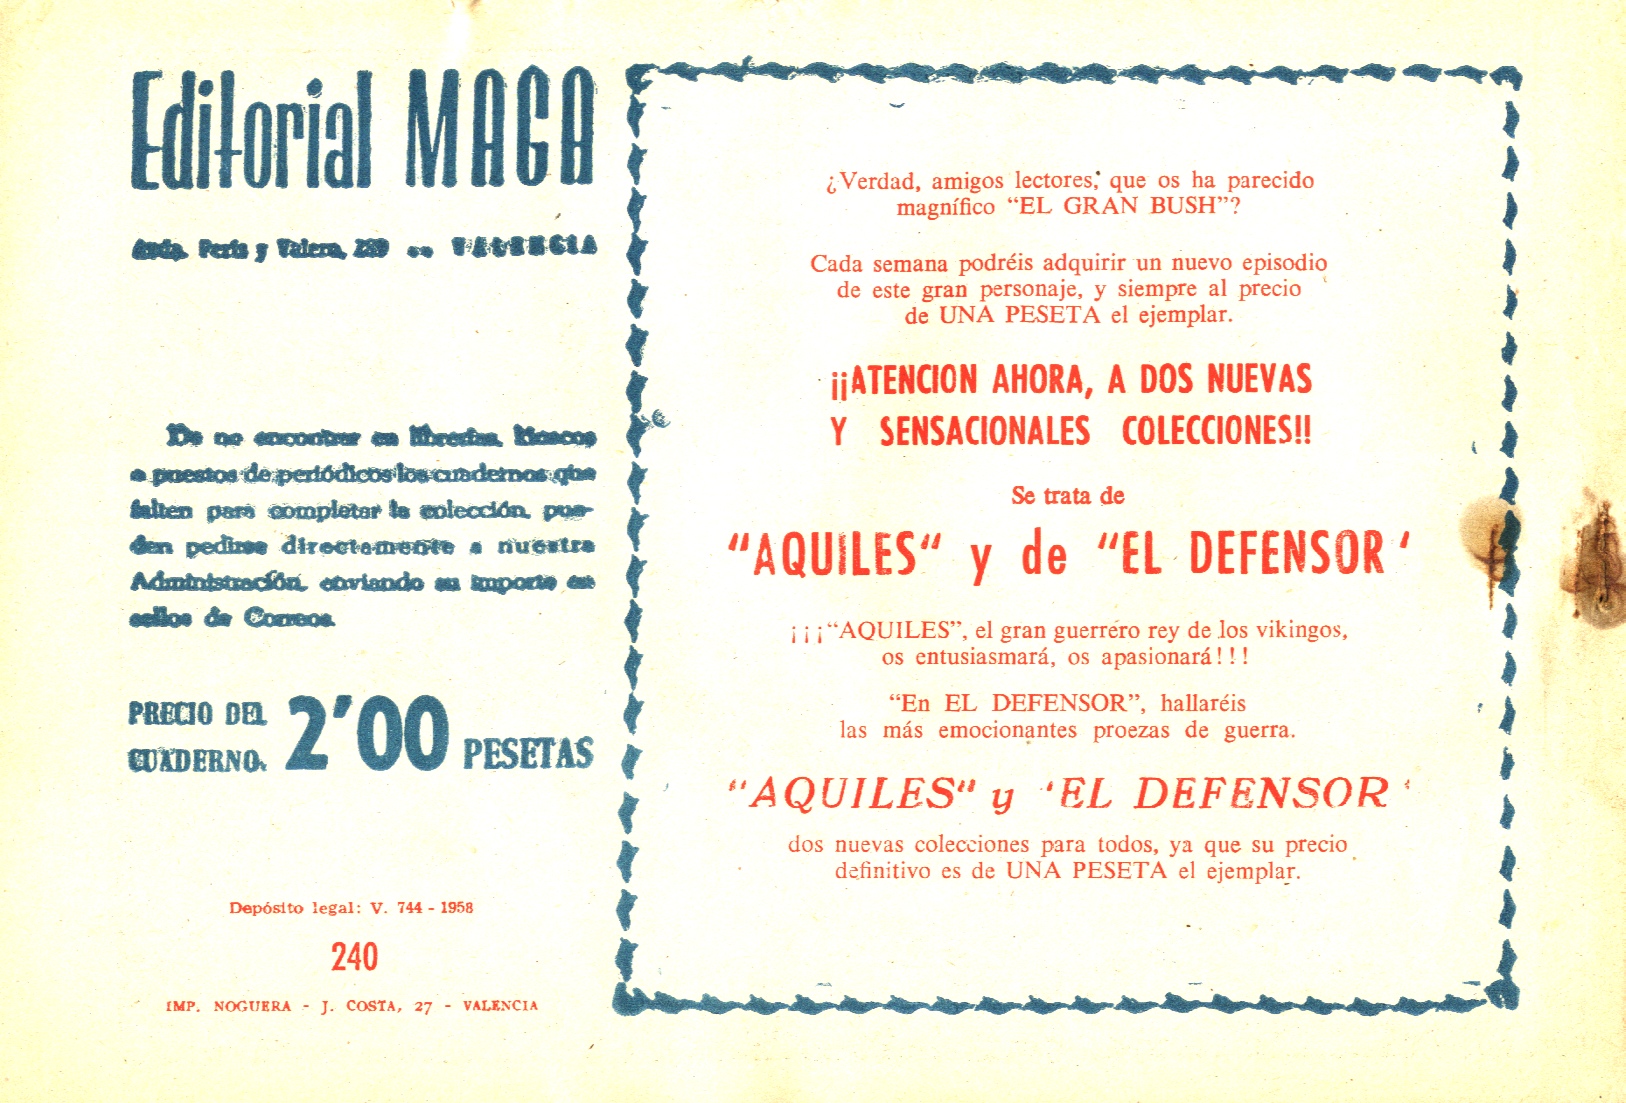 Editorial MAGA
Avda. Peris y Valero, -- VALENCIA
De no encontrar en librerías, kioscos
o puestos de periódicos los cuadernos que
falten para completar la colección, pue-
den pedirse directamente a nuestra
Administración, enviando su importe en
sellos de Correos.
PRECIO DEL
CUADERNO.
2'00 PESETAS
Depósito legal: V. 744 - 1958
240
IMP. NOGUERA - J. COSTA, 27 - VALENCIA
¿Verdad, amigos lectores, que os ha parecido
magnífico “EL GRAN BUSH”?
Cada semana podréis adquirir un nuevo episodio
de este gran personaje, y siempre al precio
de UNA PESETA el ejemplar.
¡¡ATENCION AHORA, A DOS NUEVAS
Y SENSACIONALES COLECCIONES!!
Se trata de
“AQUILES“ y de “EL DEFENSOR‘
¡¡¡“AQUILES”, el gran guerrero rey de los vikingos,
os entusiasmará, os apasionará!!!
“En EL DEFENSOR”, hallaréis
las más emocionantes proezas de guerra.
“AQUILES“ y ‘EL DEFENSOR‘
dos nuevas colecciones para todos, ya que su precio
definitivo es de UNA PESETA el ejemplar.